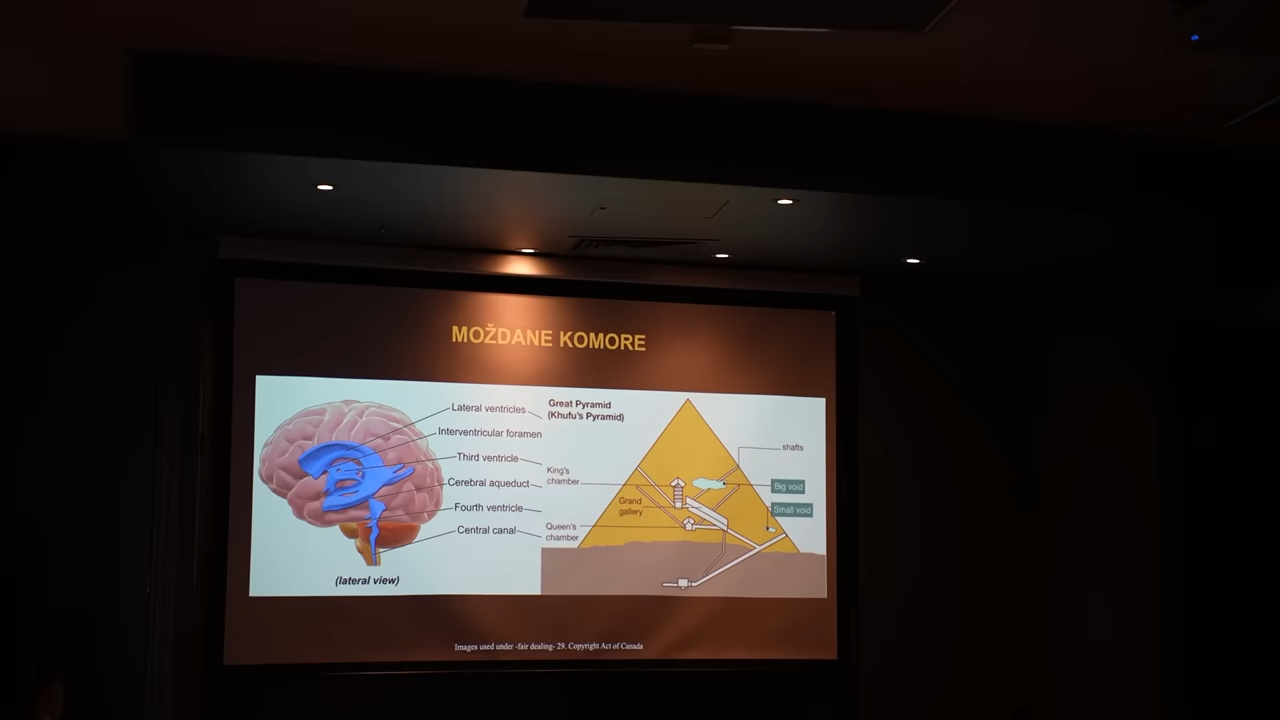 MOŽDANE KOMORE
Lateral ventricles
Interventricular foramen
Third ventricle
Cerebral aqueduct
Fourth ventricle
Central canal
(lateral view)
Great Pyramid
(Khufu's Pyramid)
King's
chamber
Grand
gallery
Queen's
chamber
shafts
Big void
Small void
Images used under -fair dealing- 29. Copyright Act of Canada